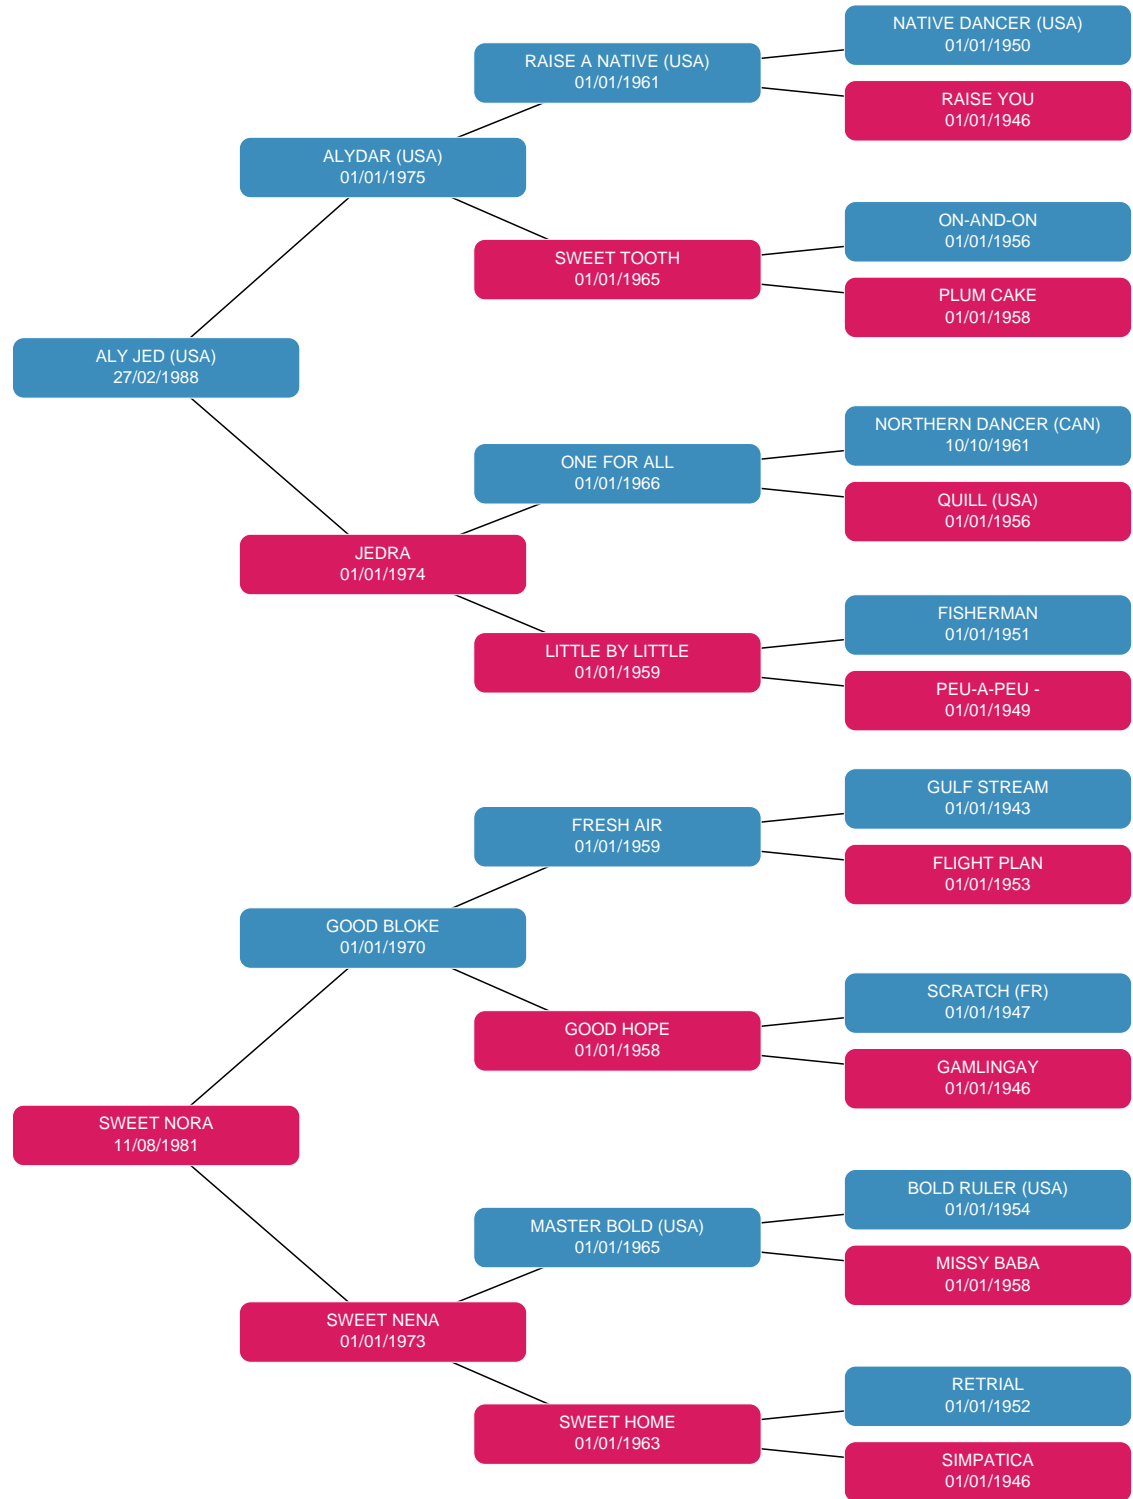 NATIVE DANCER (USA)
01/01/1950
RAISE A NATIVE (USA)
01/01/1961
RAISE YOU
01/01/1946
ALYDAR (USA)
01/01/1975
ON-AND-ON
01/01/1956
SWEET TOOTH
01/01/1965
PLUM CAKE
01/01/1958
ALY JED (USA)
27/02/1988
NORTHERN DANCER (CAN)
10/10/1961
ONE FOR ALL
01/01/1966
QUILL (USA)
01/01/1956
JEDRA
01/01/1974
FISHERMAN
01/01/1951
LITTLE BY LITTLE
01/01/1959
PEU-A-PEU -
01/01/1949
GULF STREAM
01/01/1943
FRESH AIR
01/01/1959
FLIGHT PLAN
01/01/1953
GOOD BLOKE
01/01/1970
SCRATCH (FR)
01/01/1947
GOOD HOPE
01/01/1958
GAMLINGAY
01/01/1946
SWEET NORA
11/08/1981
BOLD RULER (USA)
01/01/1954
MASTER BOLD (USA)
01/01/1965
MISSY BABA
01/01/1958
SWEET NENA
01/01/1973
RETRIAL
01/01/1952
SWEET HOME
01/01/1963
SIMPATICA
01/01/1946